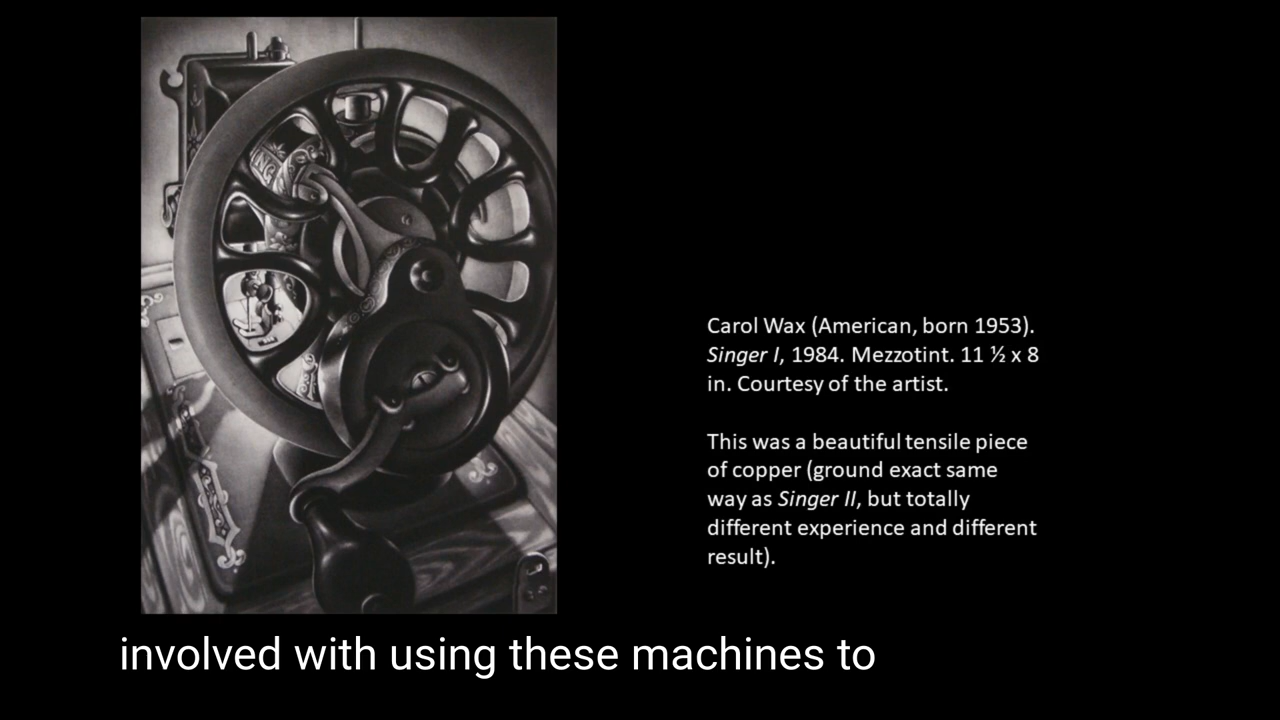 Carol Wax (American, born 1953).
Singer I, 1984. Mezzotint. 11 ½ x 8
in. Courtesy of the artist.
This was a beautiful tensile piece
of copper (ground exact same
way as Singer II, but totally
different experience and different
result).
involved with using these machines to